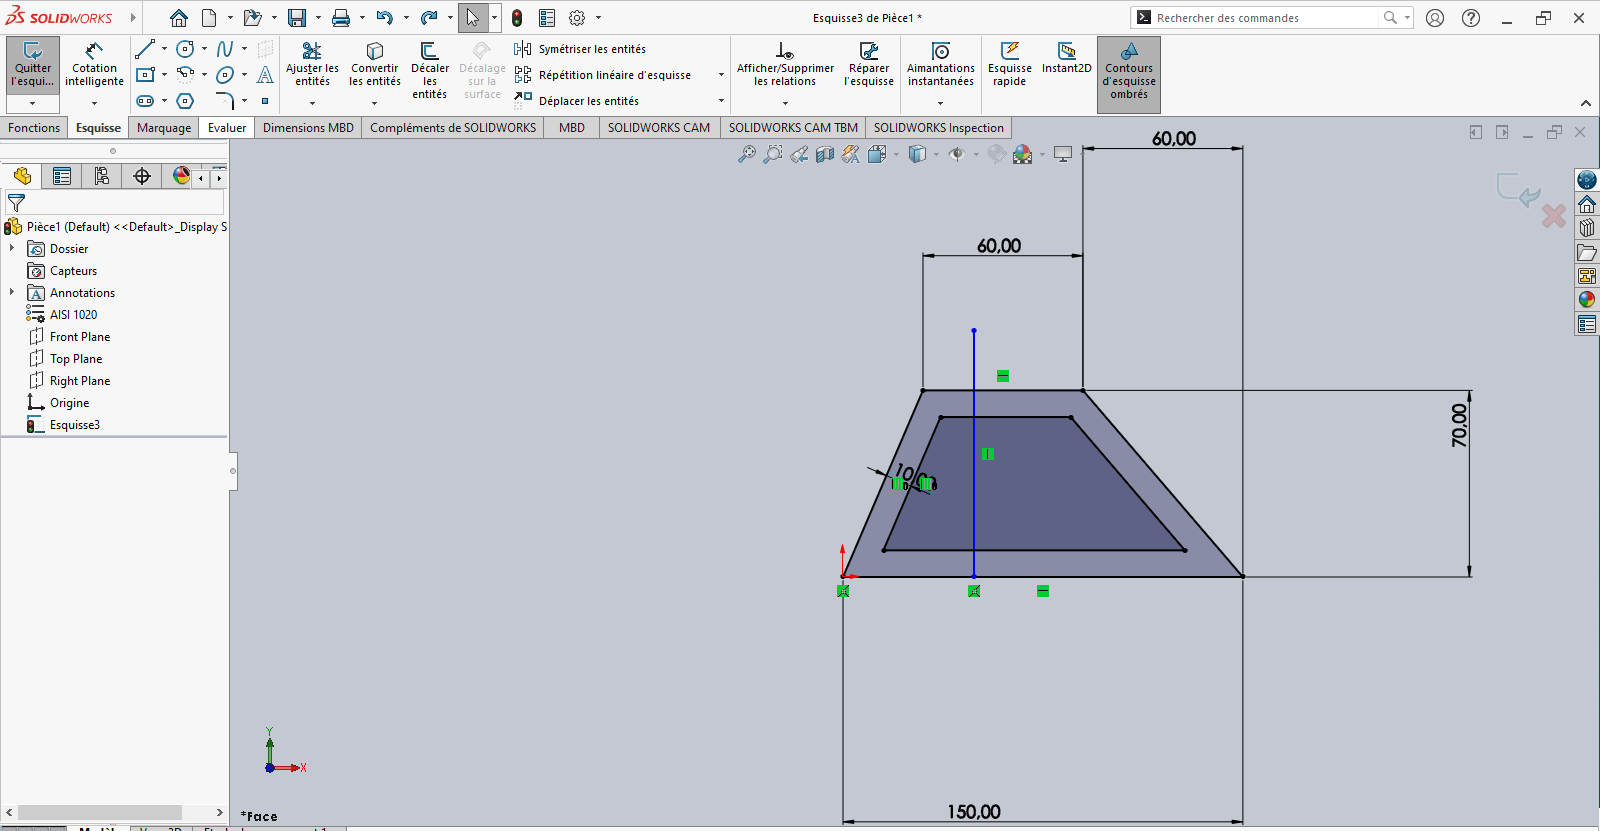 SOLIDWORKS
Esquisse3 de Pièce1 *
Rechercher des commandes
Quitter l'esqui...
Cotation intelligente
Ajuster les entités
Convertir les entités
Décaler les entités
Décalage sur la surface
Symétriser les entités
Répétition linéaire d'esquisse
Déplacer les entités
Afficher/Supprimer les relations
Réparer l'esquisse
Aimantations instantanées
Esquisse rapide
Instant2D
Contours d'esquisse ombrés
Fonctions
Esquisse
Marquage
Evaluer
Dimensions MBD
Compléments de SOLIDWORKS
MBD
SOLIDWORKS CAM
SOLIDWORKS CAM TBM
SOLIDWORKS Inspection
Pièce1 (Default) <<Default>_Display S
Dossier
Capteurs
Annotations
AISI 1020
Front Plane
Top Plane
Right Plane
Origine
Esquisse3
60,00
60,00
70,00
150,00
Y
X
*Face